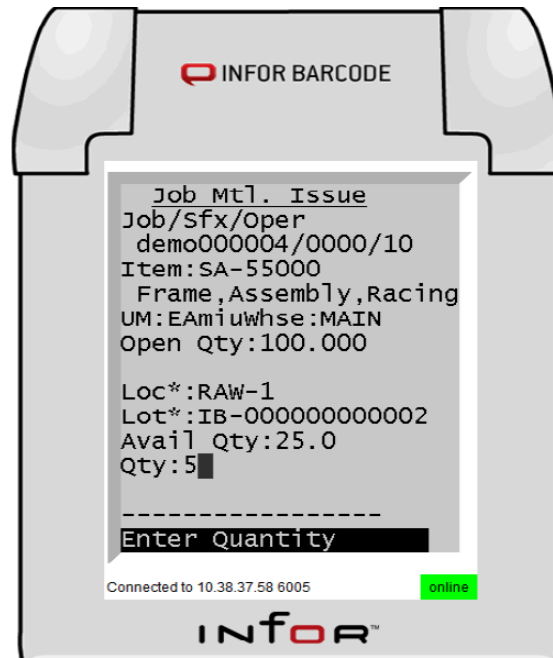 INFOR BARCODE
Job Mtl. Issue
Job/Sfx/Oper
demo000004/0000/10
Item:SA-55000
Frame,Assembly,Racing
UM:EAmiuWhse:MAIN
Open Qty:100.000
Loc*:RAW-1
Lot*:IB-000000000002
Avail Qty:25.0
Qty:5
-----------------
Enter Quantity
Connected to 10.38.37.58 6005
online
infor™